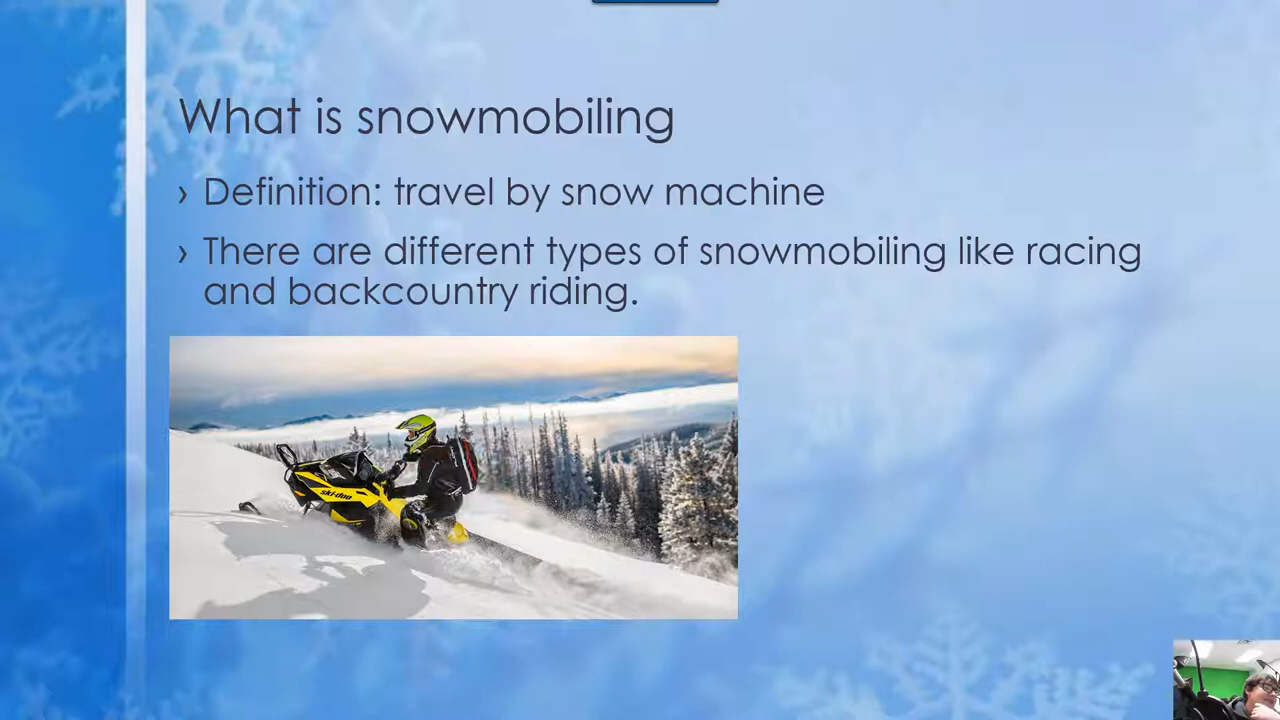 What is snowmobiling
› Definition: travel by snow machine
› There are different types of snowmobiling like racing
and backcountry riding.
ski-doo